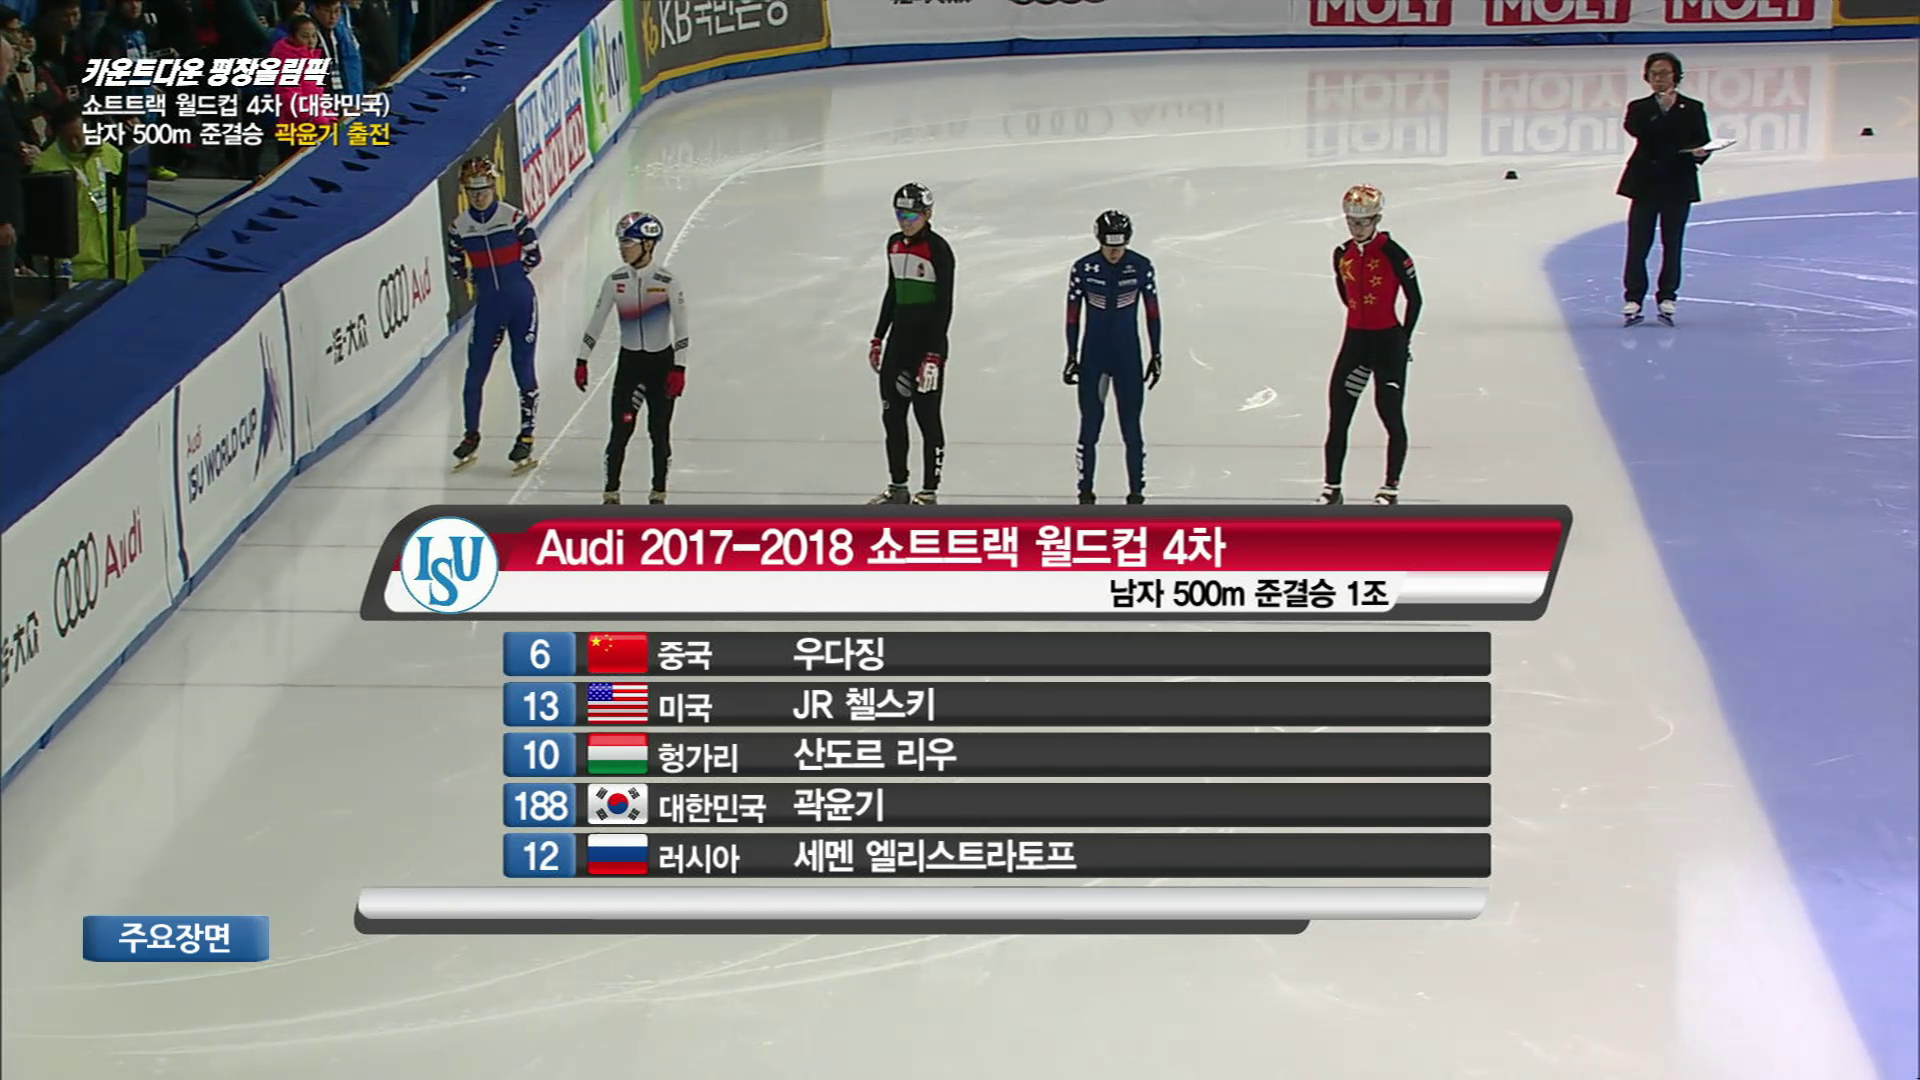 카운트다운 평창올림픽
쇼트트랙 월드컵 4차 (대한민국)
남자 500m 준결승 곽윤기 출전
KB국민은행
kpn
MOLY MOLY MOLY
一汽-大众 Audi
Audi
ISU WORLD CUP
Audi
ISU
Audi 2017-2018 쇼트트랙 월드컵 4차
남자 500m 준결승 1조
6 중국 우다징
13 미국 JR 첼스키
10 헝가리 산도르 리우
188 대한민국 곽윤기
12 러시아 세멘 엘리스트라토프
주요장면